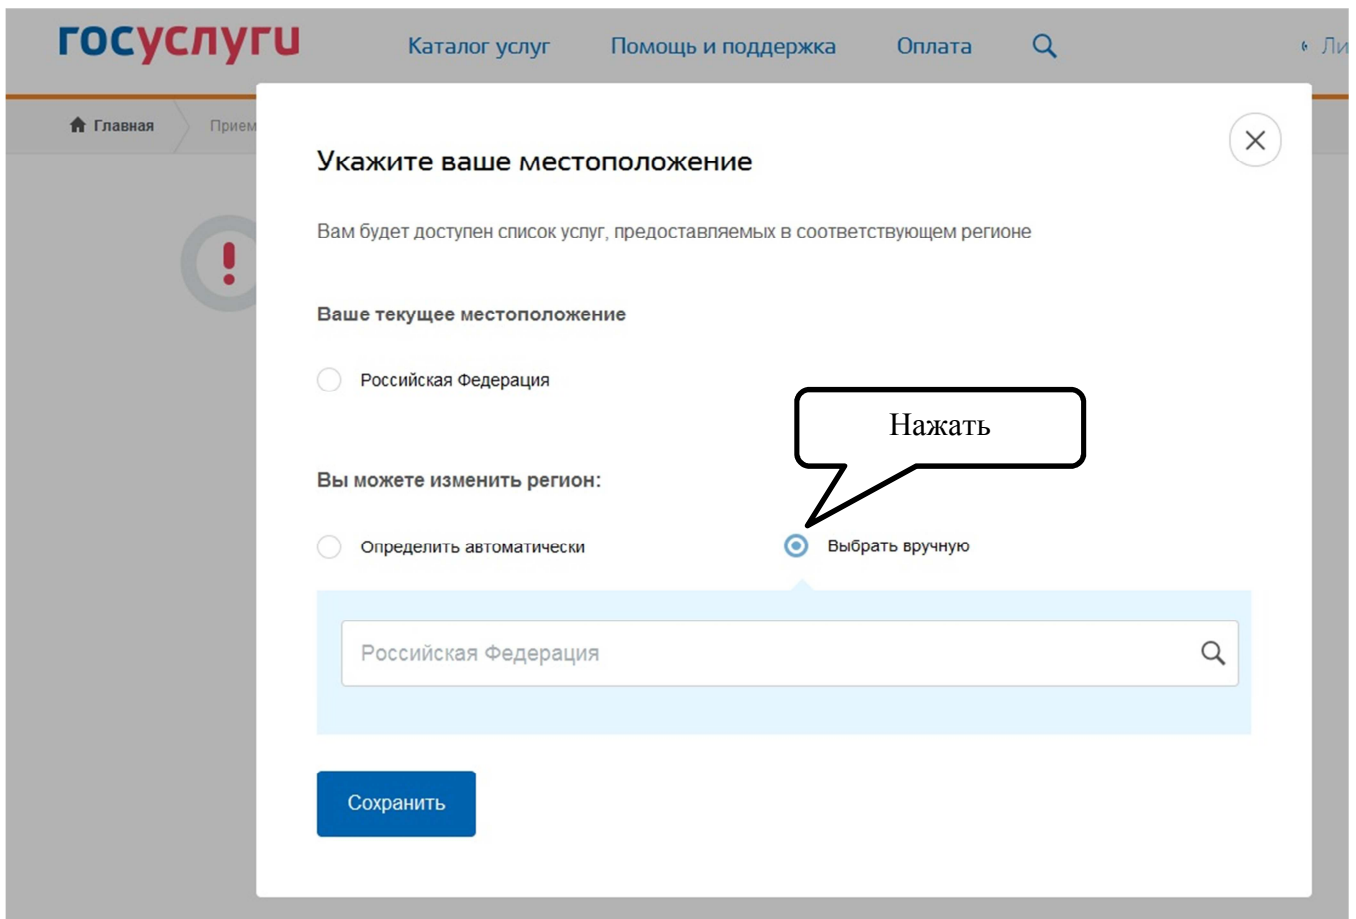 госуслуги
Каталог услуг
Помощь и поддержка
Оплата
Главная
Укажите ваше местоположение
Вам будет доступен список услуг, предоставляемых в соответствующем регионе
Ваше текущее местоположение
Российская Федерация
Нажать
Вы можете изменить регион:
Определить автоматически
Выбрать вручную
Российская Федерация
Сохранить